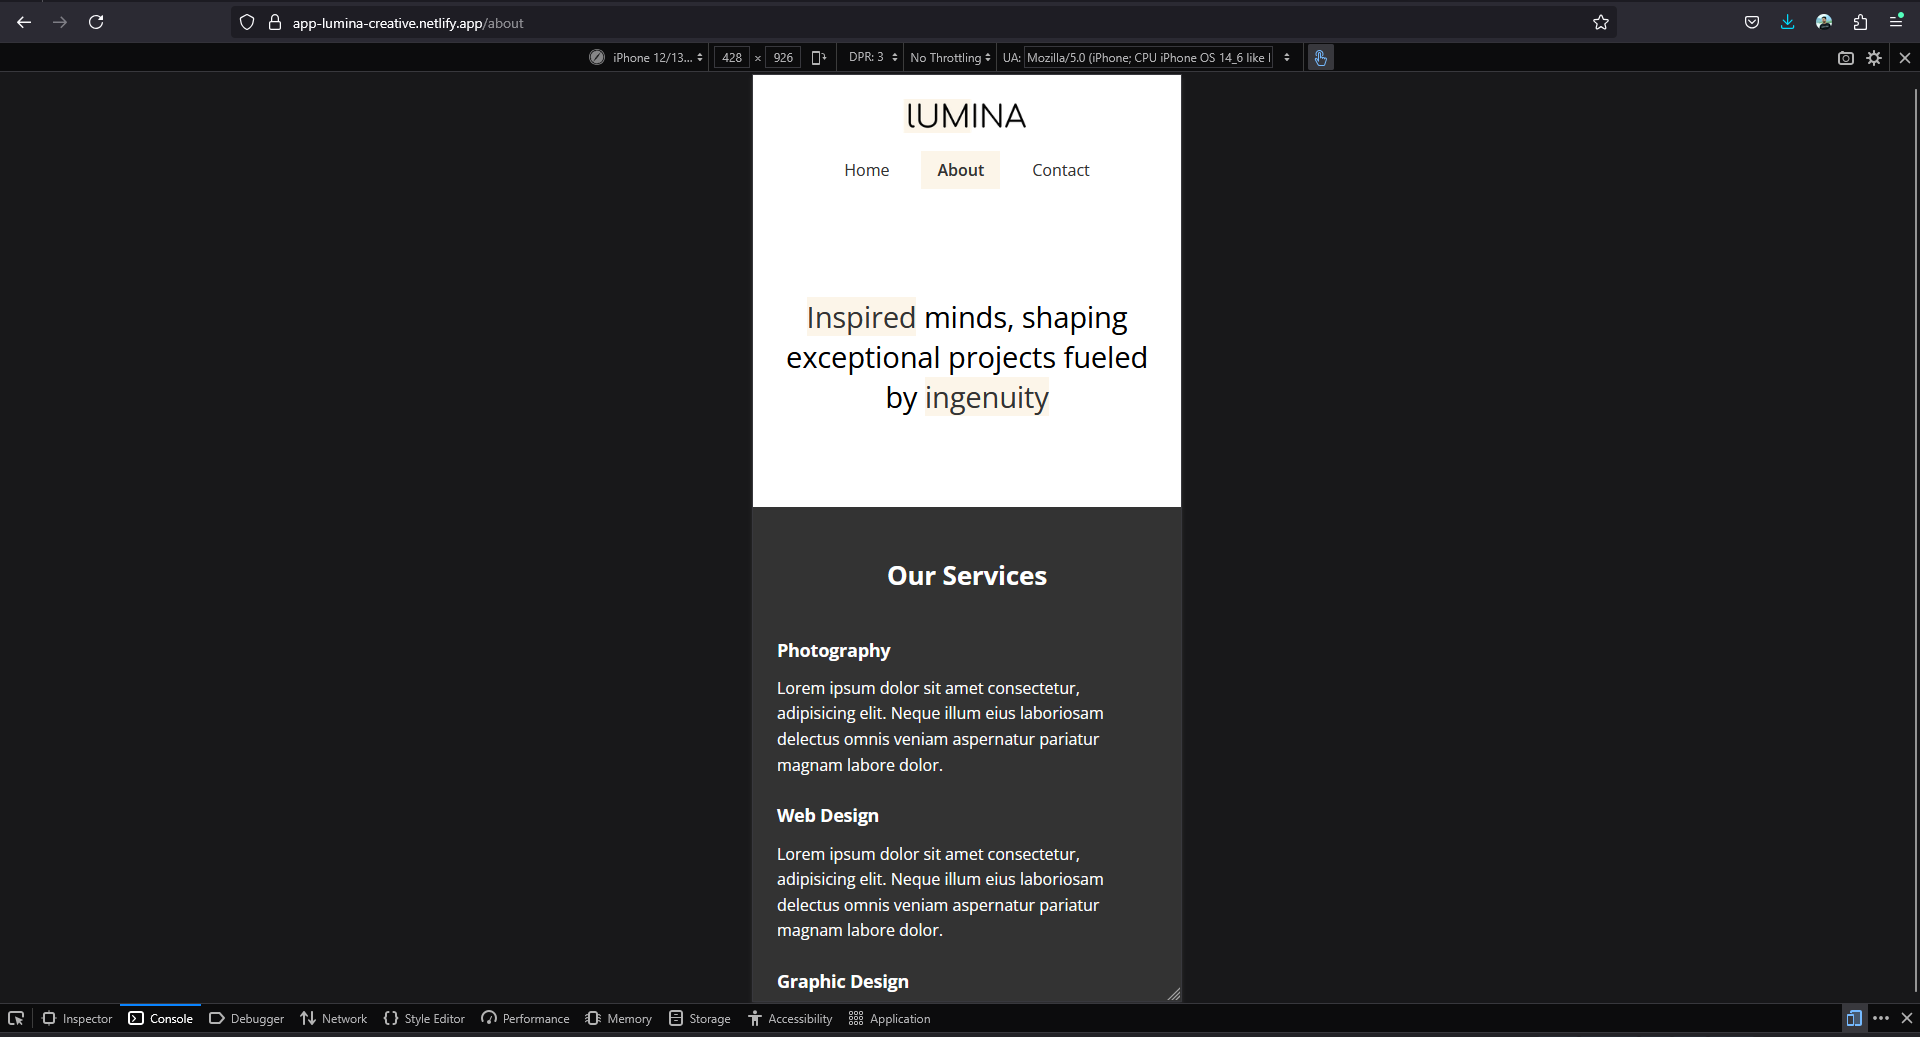 app-lumina-creative.netlify.app/about
iPhone 12/13... 428 × 926 DPR: 3 No Throttling UA: Mozilla/5.0 (iPhone; CPU iPhone OS 14_6 like
lUMINA
Home About Contact
Inspired minds, shaping
exceptional projects fueled
by ingenuity
Our Services
Photography
Lorem ipsum dolor sit amet consectetur,
adipisicing elit. Neque illum eius laboriosam
delectus omnis veniam aspernatur pariatur
magnam labore dolor.
Web Design
Lorem ipsum dolor sit amet consectetur,
adipisicing elit. Neque illum eius laboriosam
delectus omnis veniam aspernatur pariatur
magnam labore dolor.
Graphic Design
Inspector Console Debugger Network Style Editor Performance Memory Storage Accessibility Application